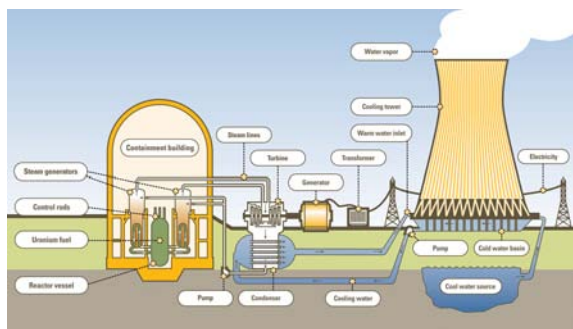 Water vapor
Cooling tower
Steam lines
Warm water inlet
Containment building
Turbine
Transformer
Electricity
Steam generators
Generator
Control rods
Uranium fuel
Pump
Cold water basin
Reactor vessel
Pump
Condenser
Cooling water
Cool water source